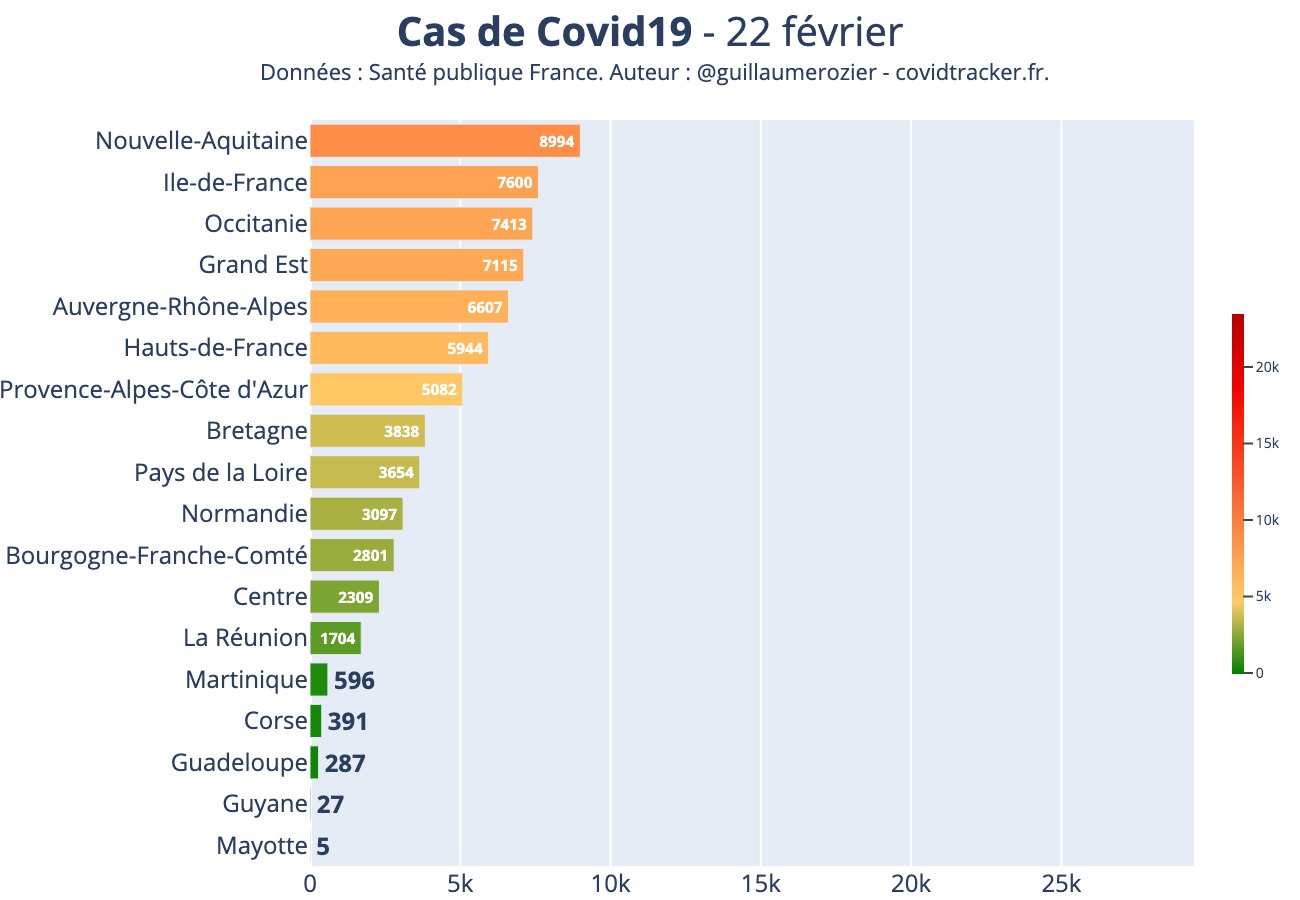 Cas de Covid19 - 22 février
Données : Santé publique France. Auteur : @guillaumerozier - covidtracker.fr.
Nouvelle-Aquitaine 8994
Ile-de-France 7600
Occitanie 7413
Grand Est 7115
Auvergne-Rhône-Alpes 6607
Hauts-de-France 5944
Provence-Alpes-Côte d'Azur 5082
Bretagne 3838
Pays de la Loire 3654
Normandie 3097
Bourgogne-Franche-Comté 2801
Centre 2309
La Réunion 1704
Martinique 596
Corse 391
Guadeloupe 287
Guyane 27
Mayotte 5
0 5k 10k 15k 20k 25k
20k
15k
10k
5k
0